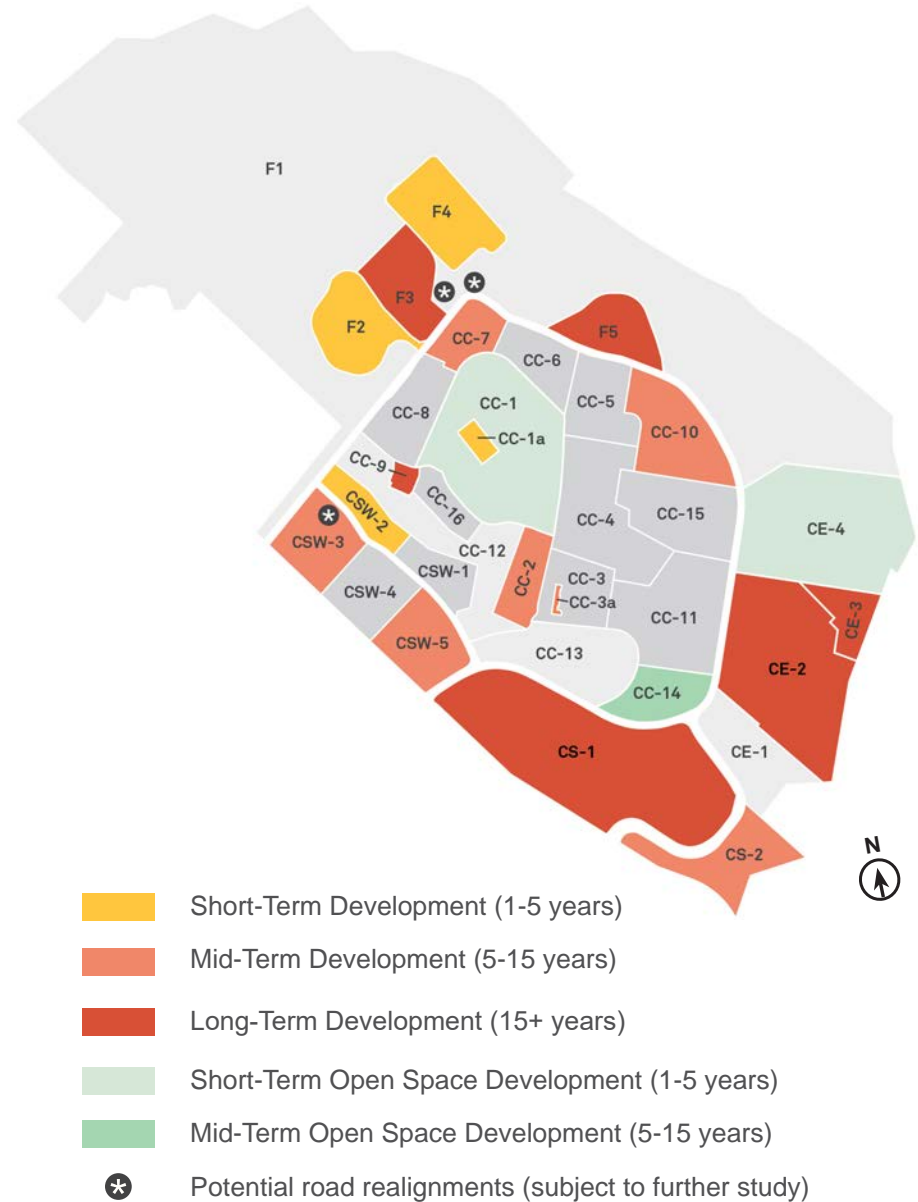 F1
F4
F3
F2
F5
CC-7
CC-6
CC-1
CC-5
CC-8
CC-1a
CC-10
CC-9
CC-16
CSW-2
CC-4
CC-15
CE-4
CSW-3
CC-12
CSW-1
CC-2
CC-3
CC-3a
CSW-4
CC-11
CE-3
CSW-5
CC-13
CE-2
CC-14
CS-1
CE-1
CS-2
N
Short-Term Development (1-5 years)
Mid-Term Development (5-15 years)
Long-Term Development (15+ years)
Short-Term Open Space Development (1-5 years)
Mid-Term Open Space Development (5-15 years)
Potential road realignments (subject to further study)